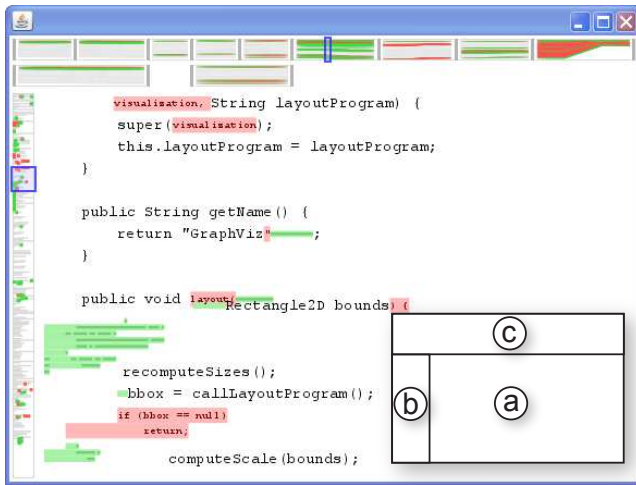 visualization, String layoutProgram) {
super(visualization);
this.layoutProgram = layoutProgram;
}
public String getName() {
return "GraphViz" ;
}
public void layout(
Rectangle2D bounds) {
recomputeSizes();
bbox = callLayoutProgram();
if (bbox == null)
return;
computeScale(bounds);
c
b
a